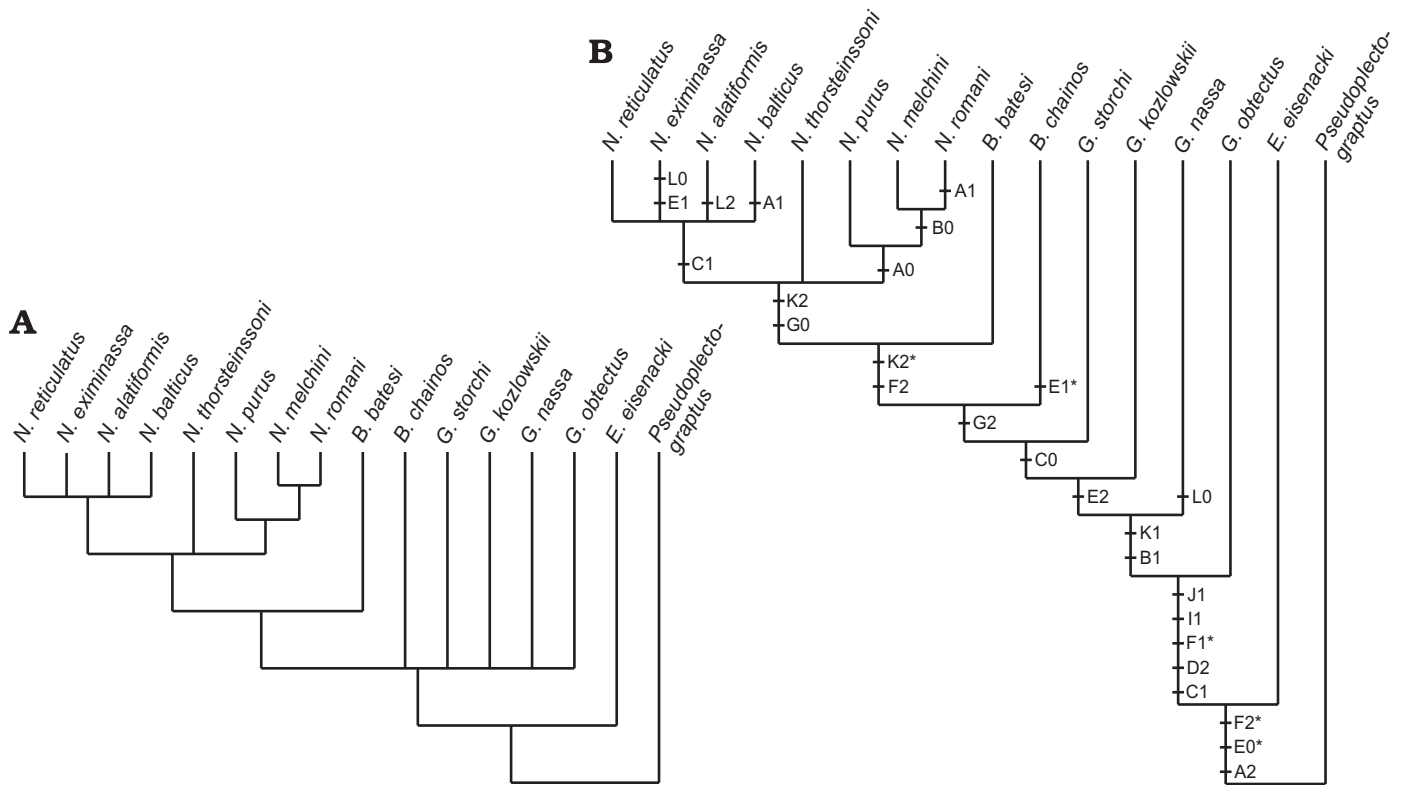 A
N. reticulatus
N. eximinassa
N. alatiformis
N. balticus
N. thorsteinssoni
N. purus
N. melchini
N. romani
B. batesi
B. chainos
G. storchi
G. kozlowskii
G. nassa
G. obtectus
E. eisenacki
Pseudoplecto-
graptus
B
N. reticulatus
N. eximinassa
N. alatiformis
N. balticus
N. thorsteinssoni
N. purus
N. melchini
N. romani
B. batesi
B. chainos
G. storchi
G. kozlowskii
G. nassa
G. obtectus
E. eisenacki
Pseudoplecto-
graptus
L0
E1
L2
A1
A1
B0
C1
A0
K2
G0
K2*
F2
E1*
G2
C0
E2
L0
K1
B1
J1
I1
F1*
D2
C1
F2*
E0*
A2